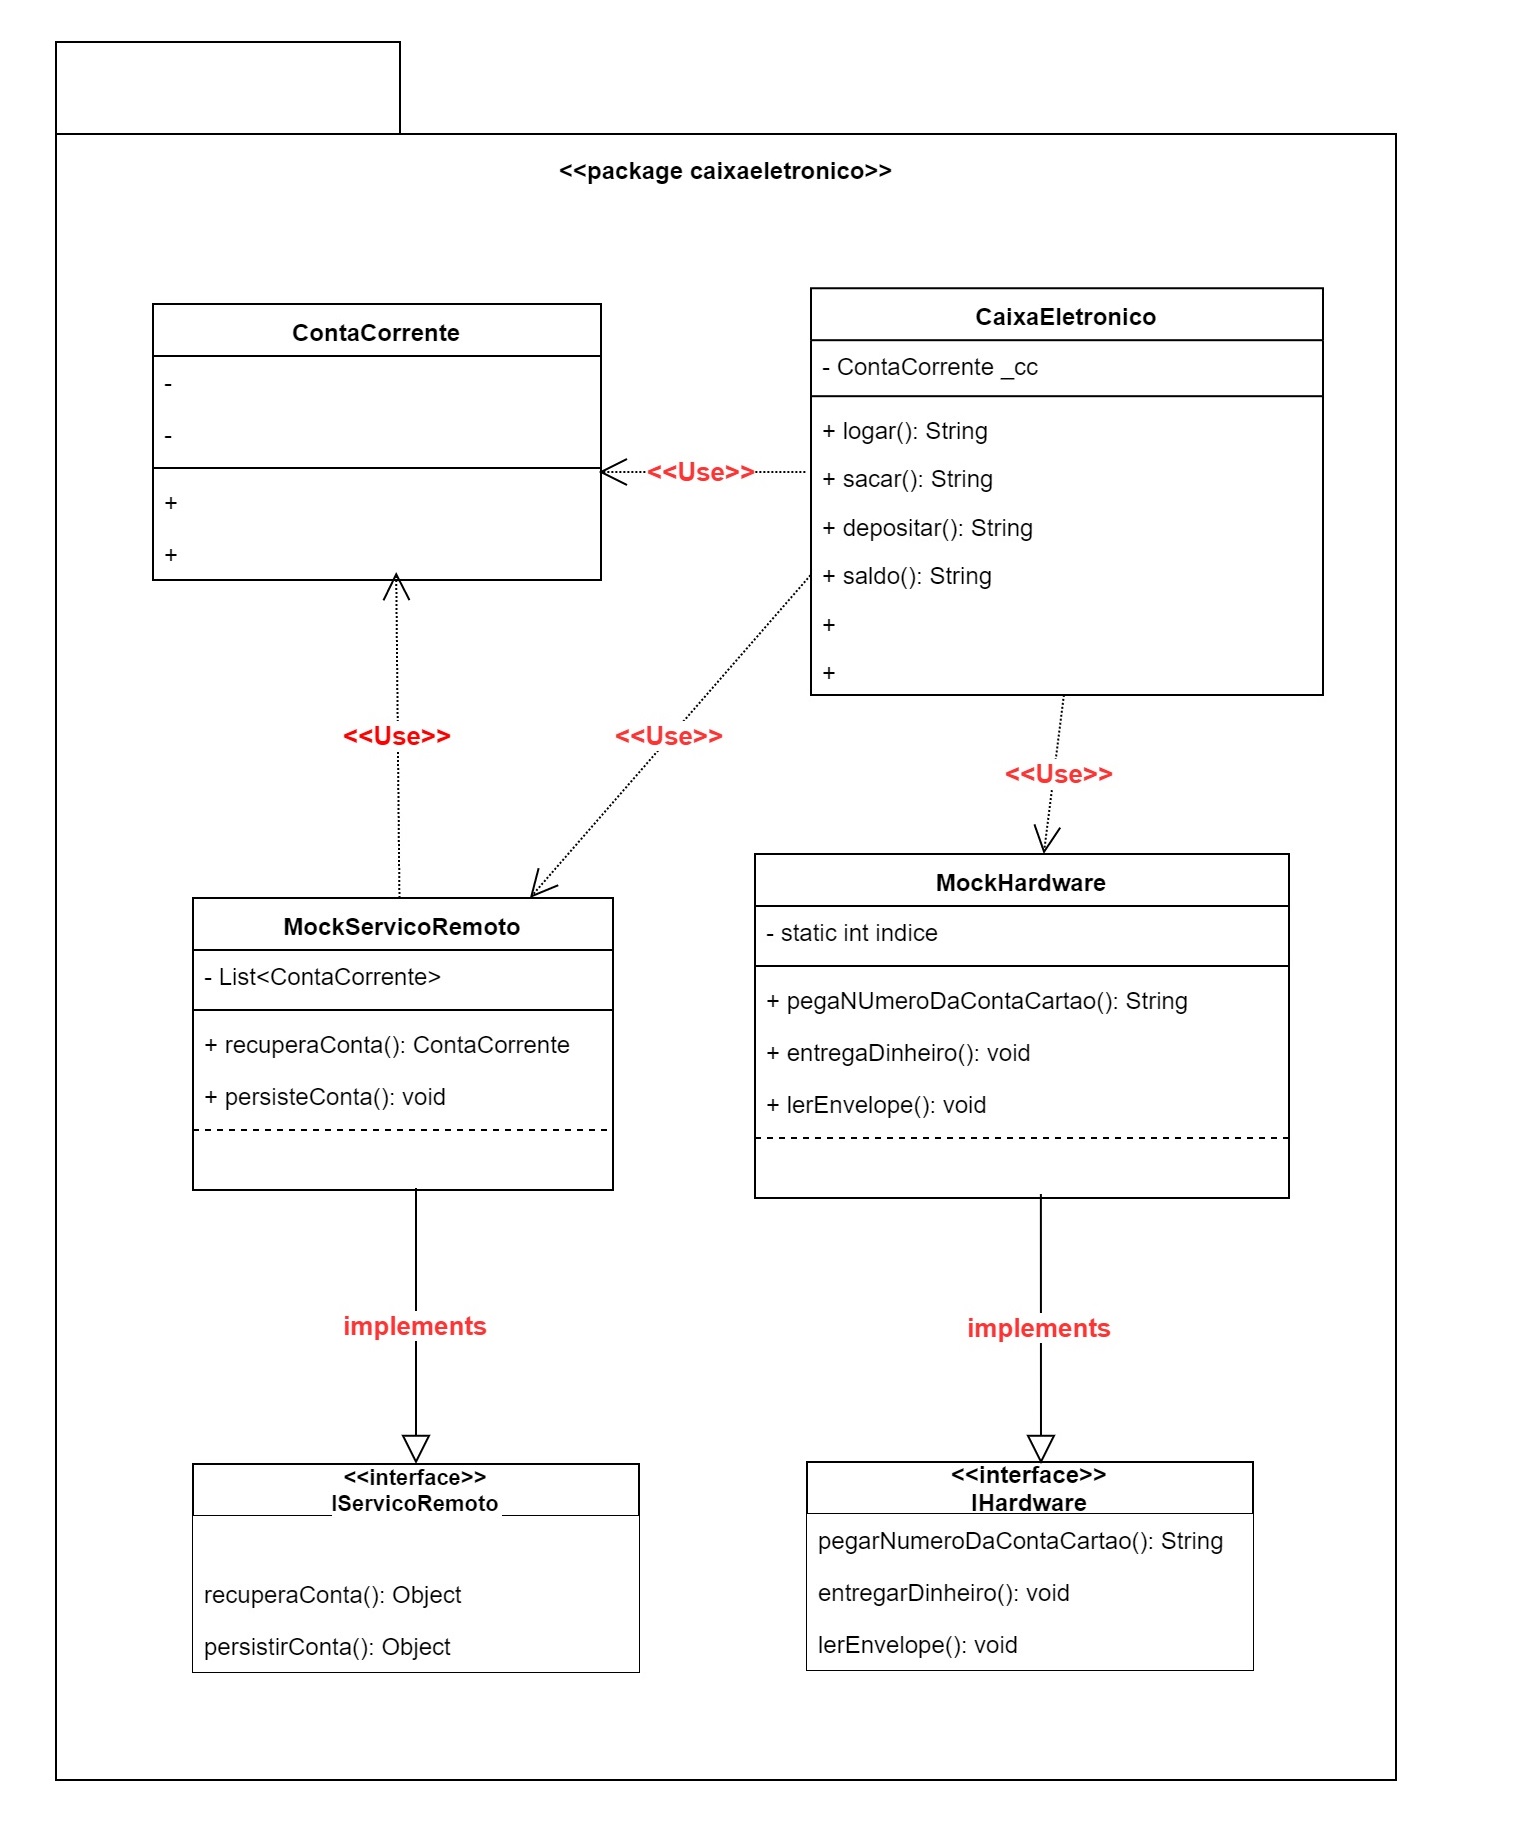 <<package caixaeletronico>>
ContaCorrente
-
-
+
+
CaixaEletronico
- ContaCorrente _cc
+ logar(): String
+ sacar(): String
+ depositar(): String
+ saldo(): String
+
+
<<Use>>
<<Use>>
<<Use>>
<<Use>>
MockServicoRemoto
- List<ContaCorrente>
+ recuperaConta(): ContaCorrente
+ persisteConta(): void
MockHardware
- static int indice
+ pegaNUmeroDaContaCartao(): String
+ entregaDinheiro(): void
+ lerEnvelope(): void
implements
implements
<<interface>>
IServicoRemoto
recuperaConta(): Object
persistirConta(): Object
<<interface>>
IHardware
pegarNumeroDaContaCartao(): String
entregarDinheiro(): void
lerEnvelope(): void